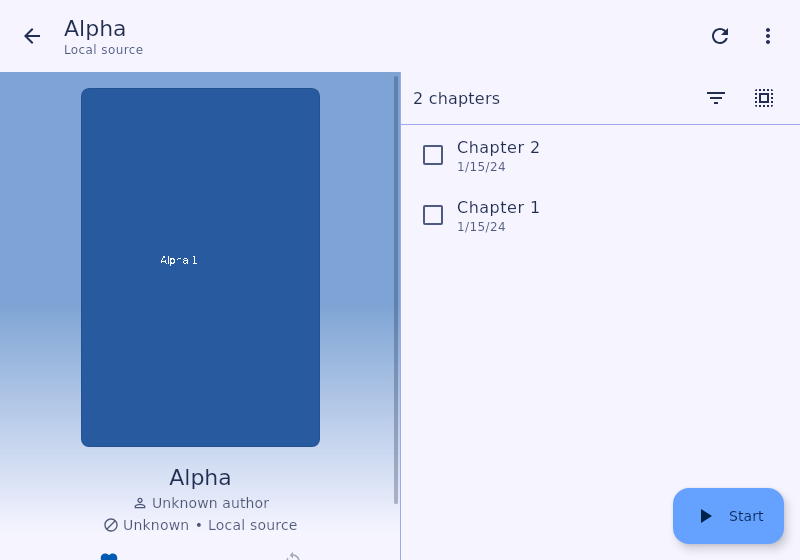 Alpha
Local source
Alpha 1
Alpha
Unknown author
Unknown • Local source
2 chapters
Chapter 2
1/15/24
Chapter 1
1/15/24
Start